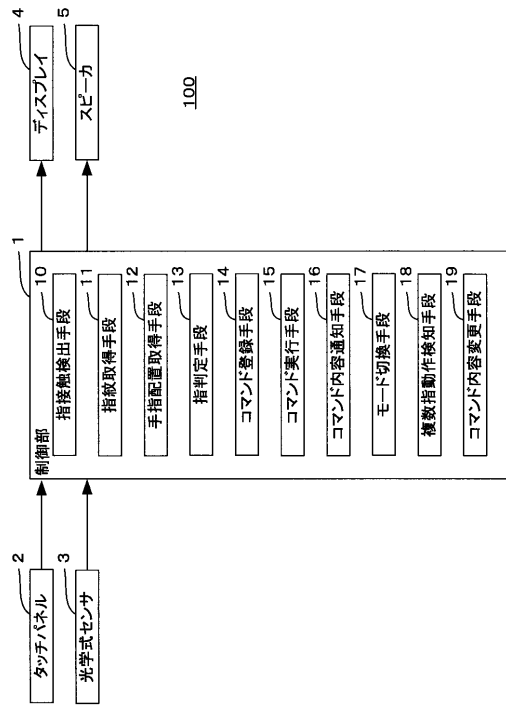 100
1
制御部
10
指接触検出手段
11
指紋取得手段
12
手指配置取得手段
13
指判定手段
14
コマンド登録手段
15
コマンド実行手段
16
コマンド内容通知手段
17
モード切換手段
18
複数指動作検知手段
19
コマンド内容変更手段
2
タッチパネル
3
光学式センサ
4
ディスプレイ
5
スピーカ